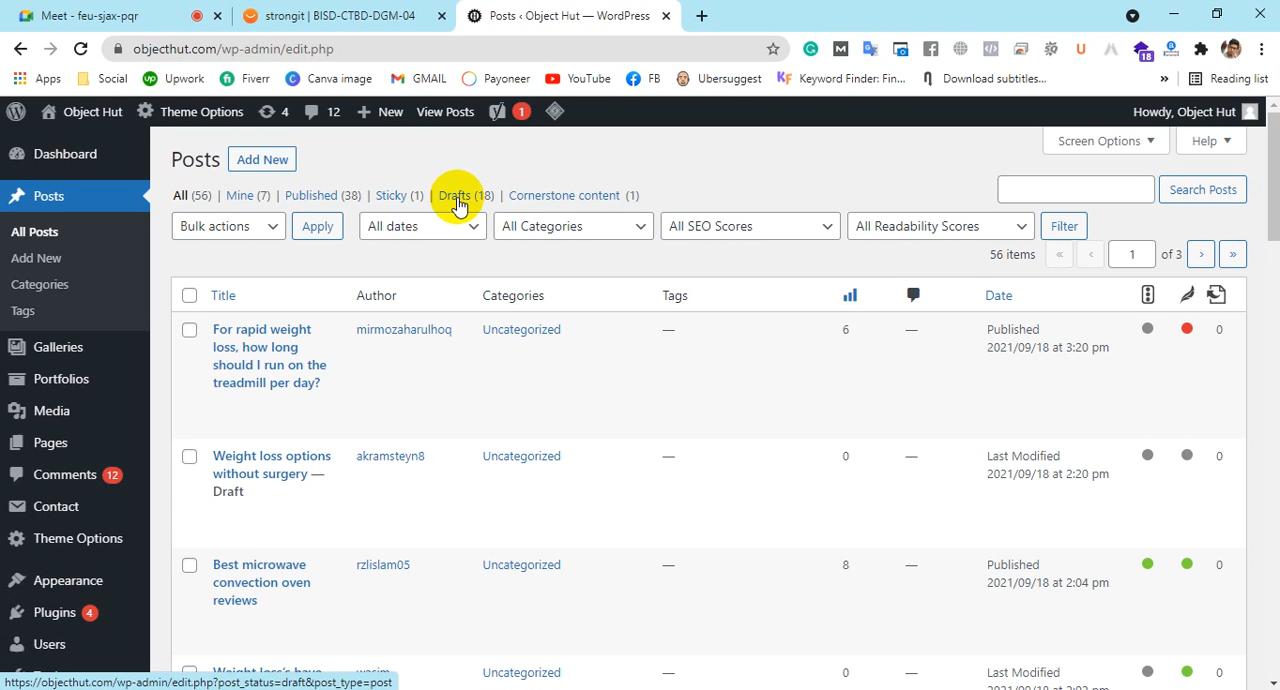 Meet - feu-sjax-pqr
strongit | BISD-CTBD-DGM-04
Posts ‹ Object Hut — WordPress
objecthut.com/wp-admin/edit.php
18
Apps Social Upwork Fiverr Canva image GMAIL Payoneer YouTube FB Ubersuggest Keyword Finder: Fin... Download subtitles... » Reading list
Object Hut Theme Options 4 12 + New View Posts 1 Howdy, Object Hut
Screen Options Help
Dashboard
Posts
All Posts
Add New
Categories
Tags
Galleries
Portfolios
Media
Pages
Comments 12
Contact
Theme Options
Appearance
Plugins 4
Users
Posts Add New
All (56) | Mine (7) | Published (38) | Sticky (1) | Drafts (18) | Cornerstone content (1)
Search Posts
Bulk actions Apply All dates All Categories All SEO Scores All Readability Scores Filter
56 items « ‹ 1 of 3 › »
Title Author Categories Tags Date
For rapid weight loss, how long should I run on the treadmill per day? mirmozaharulhoq Uncategorized — 6 — Published 2021/09/18 at 3:20 pm 0
Weight loss options without surgery — Draft akramsteyn8 Uncategorized — 0 — Last Modified 2021/09/18 at 2:20 pm 0
Best microwave convection oven reviews rzlislam05 Uncategorized — 8 — Published 2021/09/18 at 2:04 pm 0
Uncategorized — 0 — Last Modified 0
https://objecthut.com/wp-admin/edit.php?post_status=draft&post_type=post